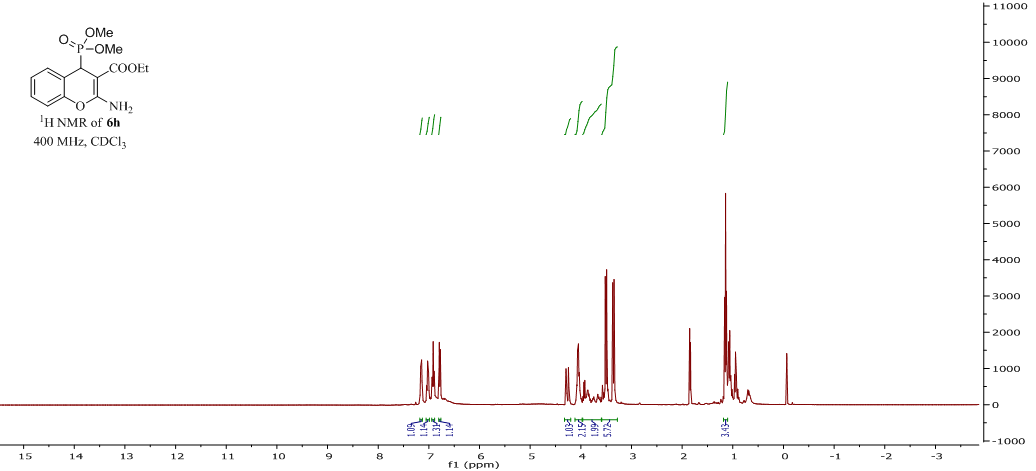 OMe
O
P
OMe
COOEt
O
NH₂
¹H NMR of 6h
400 MHz, CDCl₃
11000
10000
9000
8000
7000
6000
5000
4000
3000
2000
1000
0
-1000
1.09
1.14
1.31
1.14
1.03
2.15
1.99
5.72
3.43
15 14 13 12 11 10 9 8 7 6 5 4 3 2 1 0 -1 -2 -3
f1 (ppm)